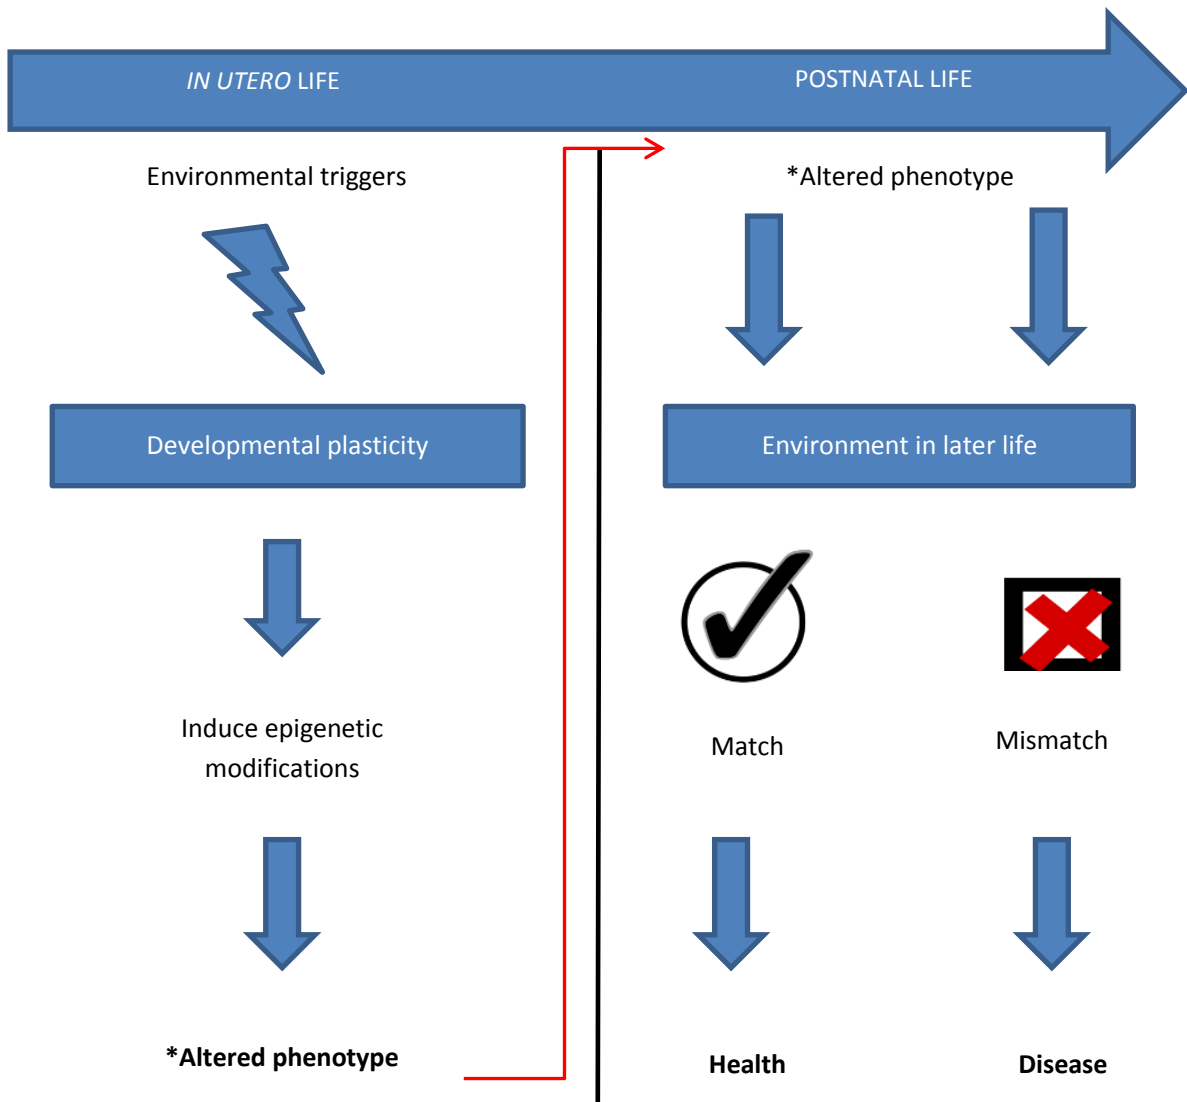 IN UTERO LIFE
POSTNATAL LIFE
Environmental triggers
Developmental plasticity
Induce epigenetic
modifications
*Altered phenotype
*Altered phenotype
Environment in later life
Match
Mismatch
Health
Disease